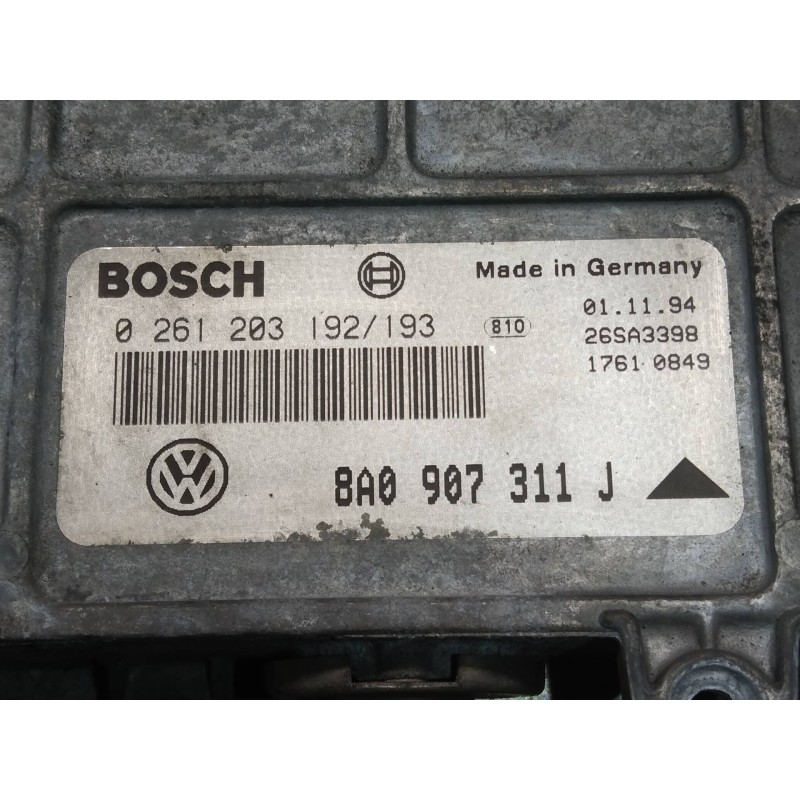 BOSCH Made in Germany
0 261 203 192/193 810 01.11.94
26SA3398
1761 0849
VW 8A0 907 311 J